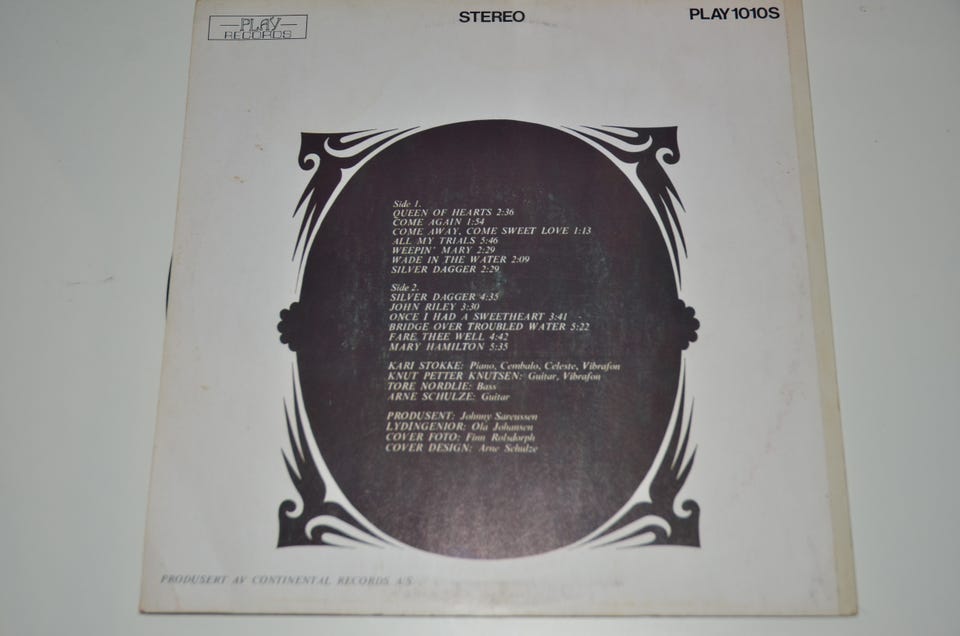 PLAY
RECORDS
STEREO
PLAY1010S
Side 1.
QUEEN OF HEARTS 2:36
COME AGAIN 1:54
COME AWAY, COME SWEET LOVE 1:13
ALL MY TRIALS 5:46
WEEPIN' MARY 2:29
WADE IN THE WATER 2:09
SILVER DAGGER 2:29
Side 2.
SILVER DAGGER 4:35
JOHN RILEY 3:30
ONCE I HAD A SWEETHEART 3:41
BRIDGE OVER TROUBLED WATER 5:22
FARE THEE WELL 4:42
MARY HAMILTON 5:35
KARI STOKKE: Piano, Cembalo, Celeste, Vibrafon
KNUT PETTER KNUTSEN: Guitar, Vibrafon
TORE NORDLIE: Bass
ARNE SCHULZE: Guitar
PRODUSENT: Johnny Sareussen
LYDINGENIOR: Ola Johansen
COVER FOTO: Finn Rolsdorph
COVER DESIGN: Arne Schulze
PRODUSERT AV CONTINENTAL RECORDS A/S